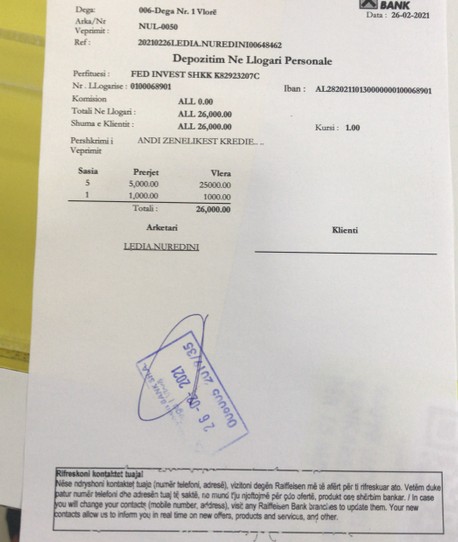 BANK
Dega: 006-Dega Nr. 1 Vlorë
Data : 26-02-2021
Arka/Nr Veprimit : NUL-0050
Ref : 20210226LEDIA.NUREDINI00648462
Depozitim Ne Llogari Personale
Perfituesi : FED INVEST SHKK K82923207C
Nr . Llogarise : 0100068901 Iban : AL28202110130000000100068901
Komision ALL 0.00
Totali Ne Llogari : ALL 26,000.00
Shuma e Klientit : ALL 26,000.00 Kursi : 1.00
Pershkrimi i Veprimit ANDI ZENELIKEST KREDIE.. ..
Sasia Prerjet Vlera
5 5,000.00 25000.00
1 1,000.00 1000.00
Totali : 26,000.00
Arketari Klienti
LEDIA.NUREDINI
2021
Rifreskoni kontaktet tuaja!
Nëse ndryshoni kontaktet tuaja (numër telefoni, adresë), vizitoni degën Raiffeisen më të afërt për ti rifreskuar ato. Vetëm duke
patur numër telefoni dhe adresën tuaj të saktë, ne mund t'ju njoftojmë për çdo ofertë, produkt ose shërbim bankar. / In case
you will change your contacts (mobile number, address), visit any Raiffeisen Bank branches to update them. Your new
contacts allow us to inform you in real time on new offers, products and services, and other.